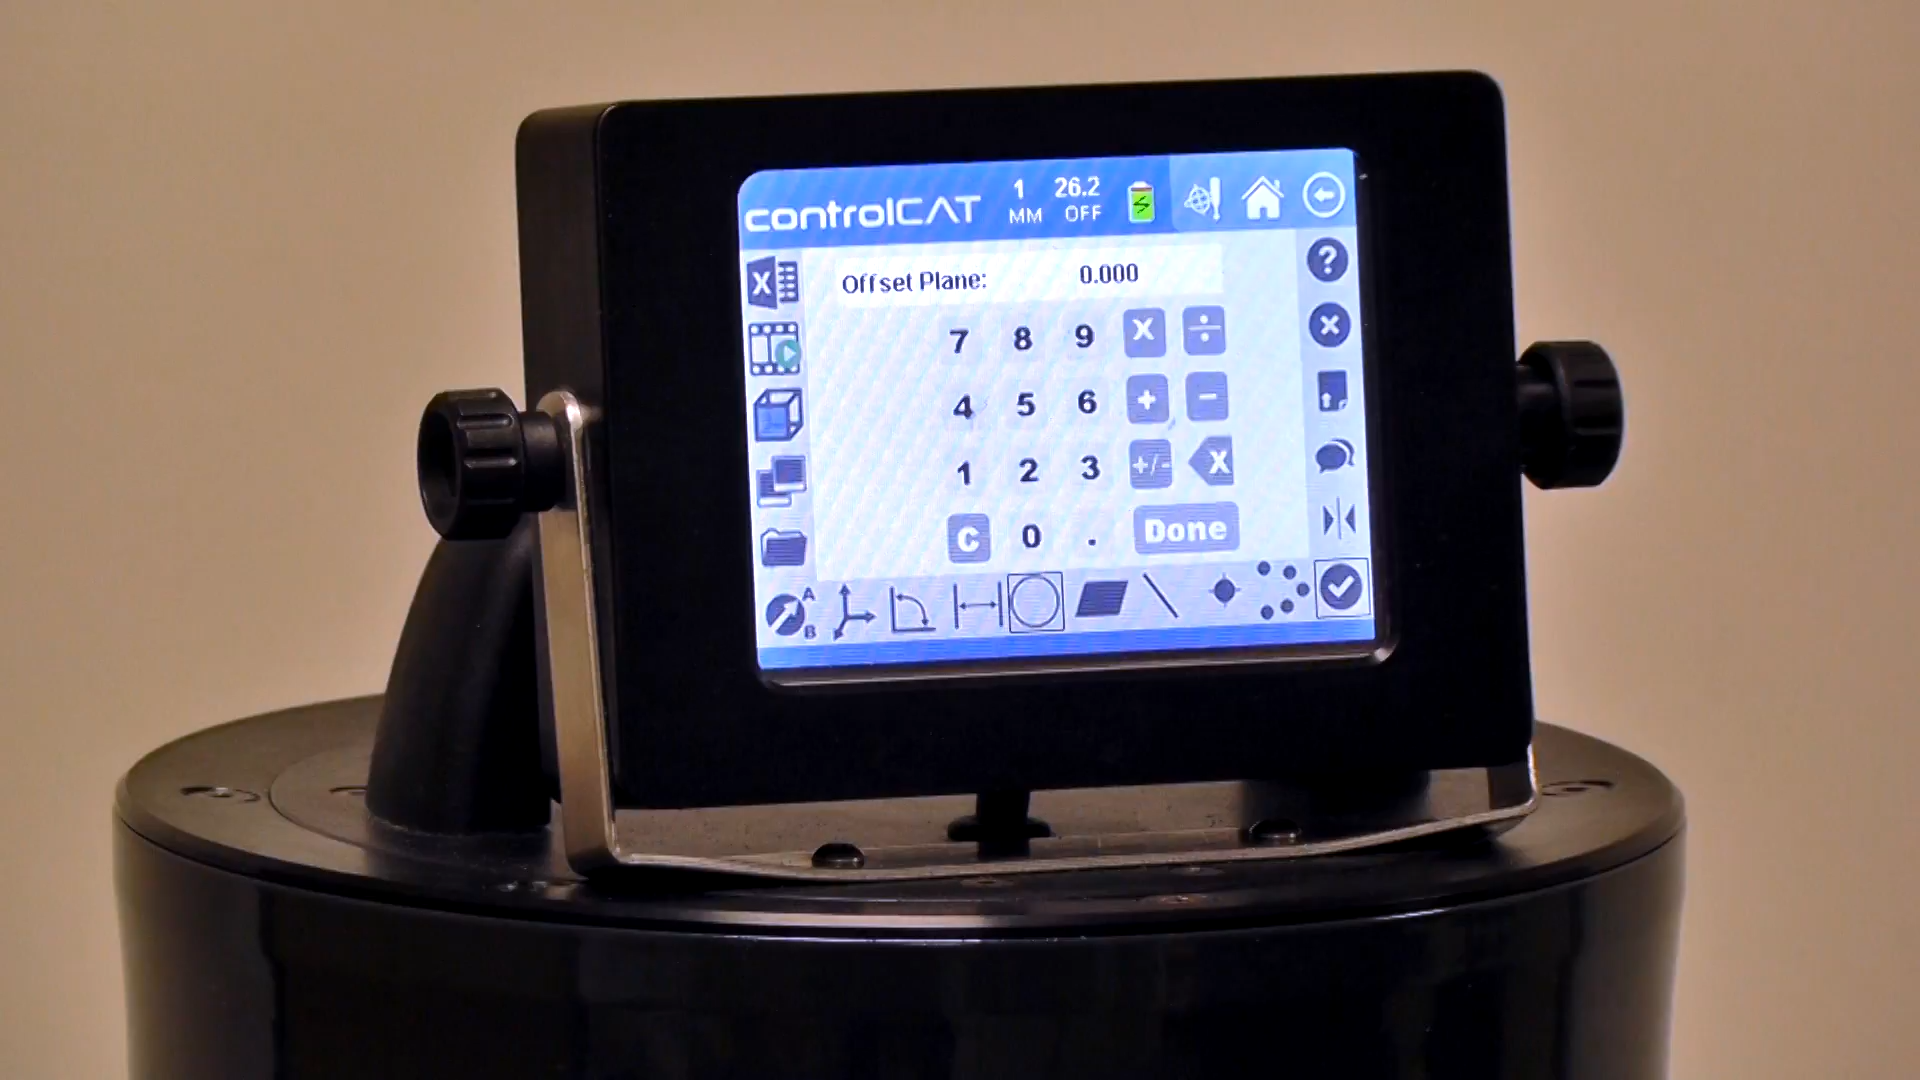 controlCAT 1 26.2
MM OFF
X
Offset Plane: 0.000
?
7 8 9 X ÷
4 5 6 + -
1 2 3 +/- X
C 0 . Done
A
B